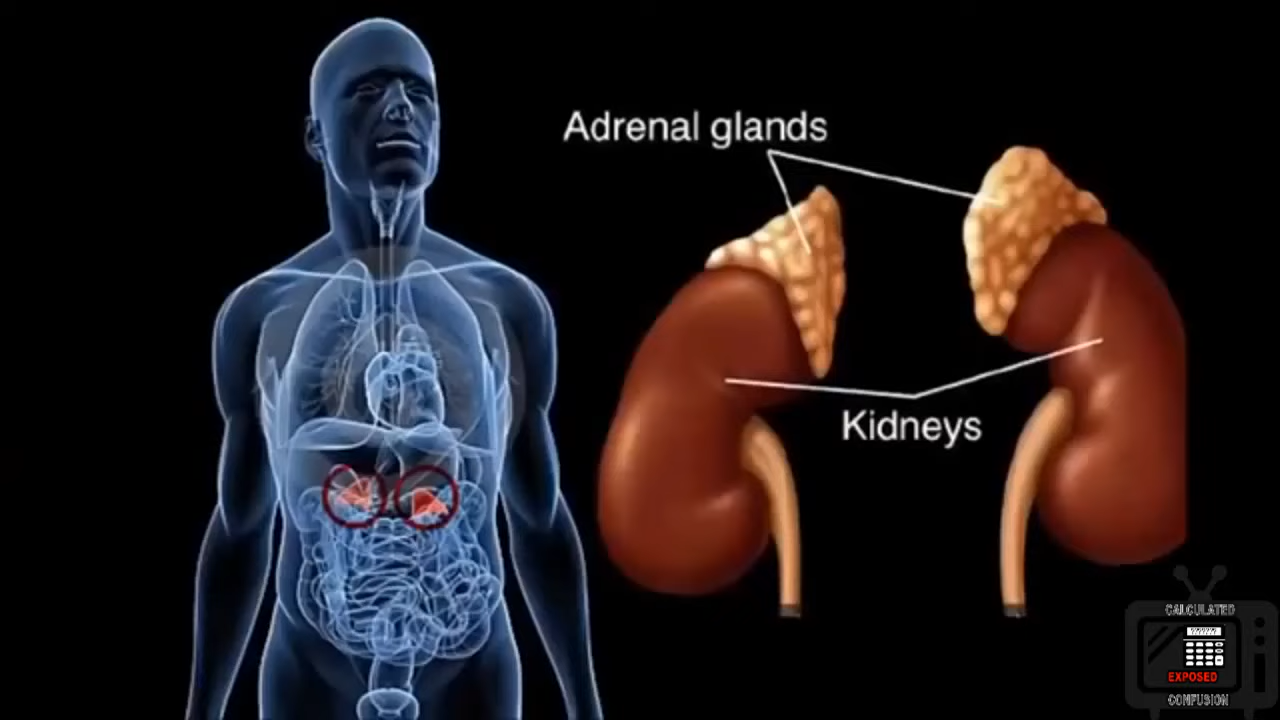 Adrenal glands
Kidneys
CALCULATED
EXPOSED
CONFUSION